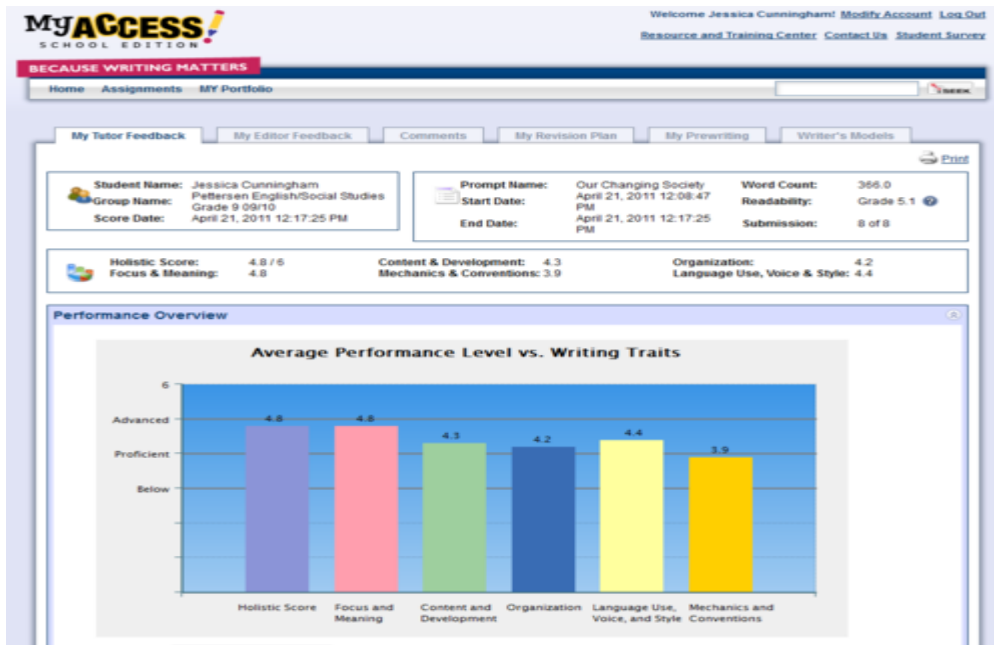 MY ACCESS!
SCHOOL EDITION
Welcome Jessica Cunningham! Modify Account Log Out
Resource and Training Center Contact Us Student Survey
BECAUSE WRITING MATTERS
Home Assignments MY Portfolio
SEEK
My Tutor Feedback My Editor Feedback Comments My Revision Plan My Prewriting Writer's Models
Print
Student Name: Jessica Cunningham
Group Name: Pettersen English/Social Studies
Grade 9 09/10
Score Date: April 21, 2011 12:17:25 PM
Prompt Name: Our Changing Society
Start Date: April 21, 2011 12:08:47
PM
End Date: April 21, 2011 12:17:25
PM
Word Count: 366.0
Readability: Grade 5.1
Submission: 8 of 8
Holistic Score: 4.8 / 6 Content & Development: 4.3 Organization: 4.2
Focus & Meaning: 4.8 Mechanics & Conventions: 3.9 Language Use, Voice & Style: 4.4
Performance Overview
Average Performance Level vs. Writing Traits
6
Advanced
Proficient
Below
4.8 4.8 4.3 4.2 4.4 3.9
Holistic Score Focus and Content and Organization Language Use, Mechanics and
Meaning Development Voice, and Style Conventions